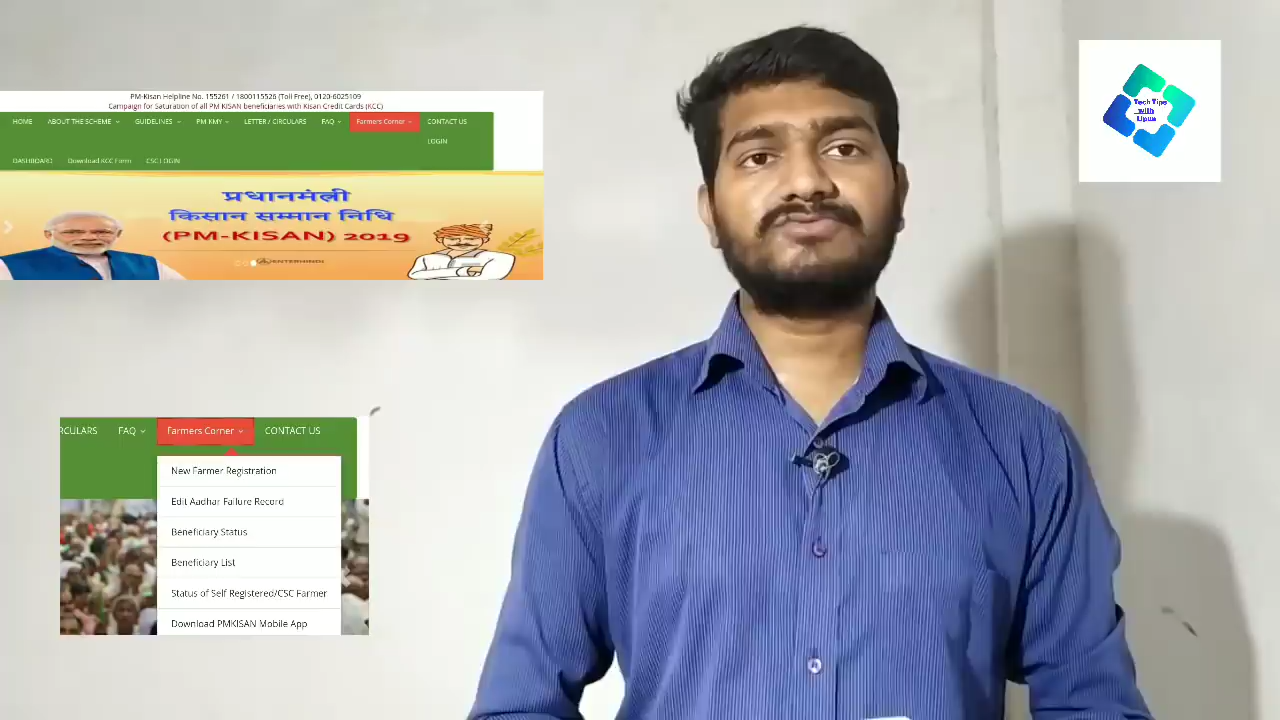 PM-Kisan Helpline No. 155261 / 1800115526 (Toll Free), 0120-6025109
Campaign for Saturation of all PM KISAN beneficiaries with Kisan Credit Cards (KCC)
HOME ABOUT THE SCHEME GUIDELINES PM KMY LETTER / CIRCULARS FAQ Farmers Corner CONTACT US
LOGIN
DASHBOARD Download KCC Form CSC LOGIN
प्रधानमंत्री
किसान सम्मान निधि
(PM-KISAN) 2019
ENTERHINDI
Tech Tips
with
Lipua
RCULARS FAQ Farmers Corner CONTACT US
New Farmer Registration
Edit Aadhar Failure Record
Beneficiary Status
Beneficiary List
Status of Self Registered/CSC Farmer
Download PMKISAN Mobile App